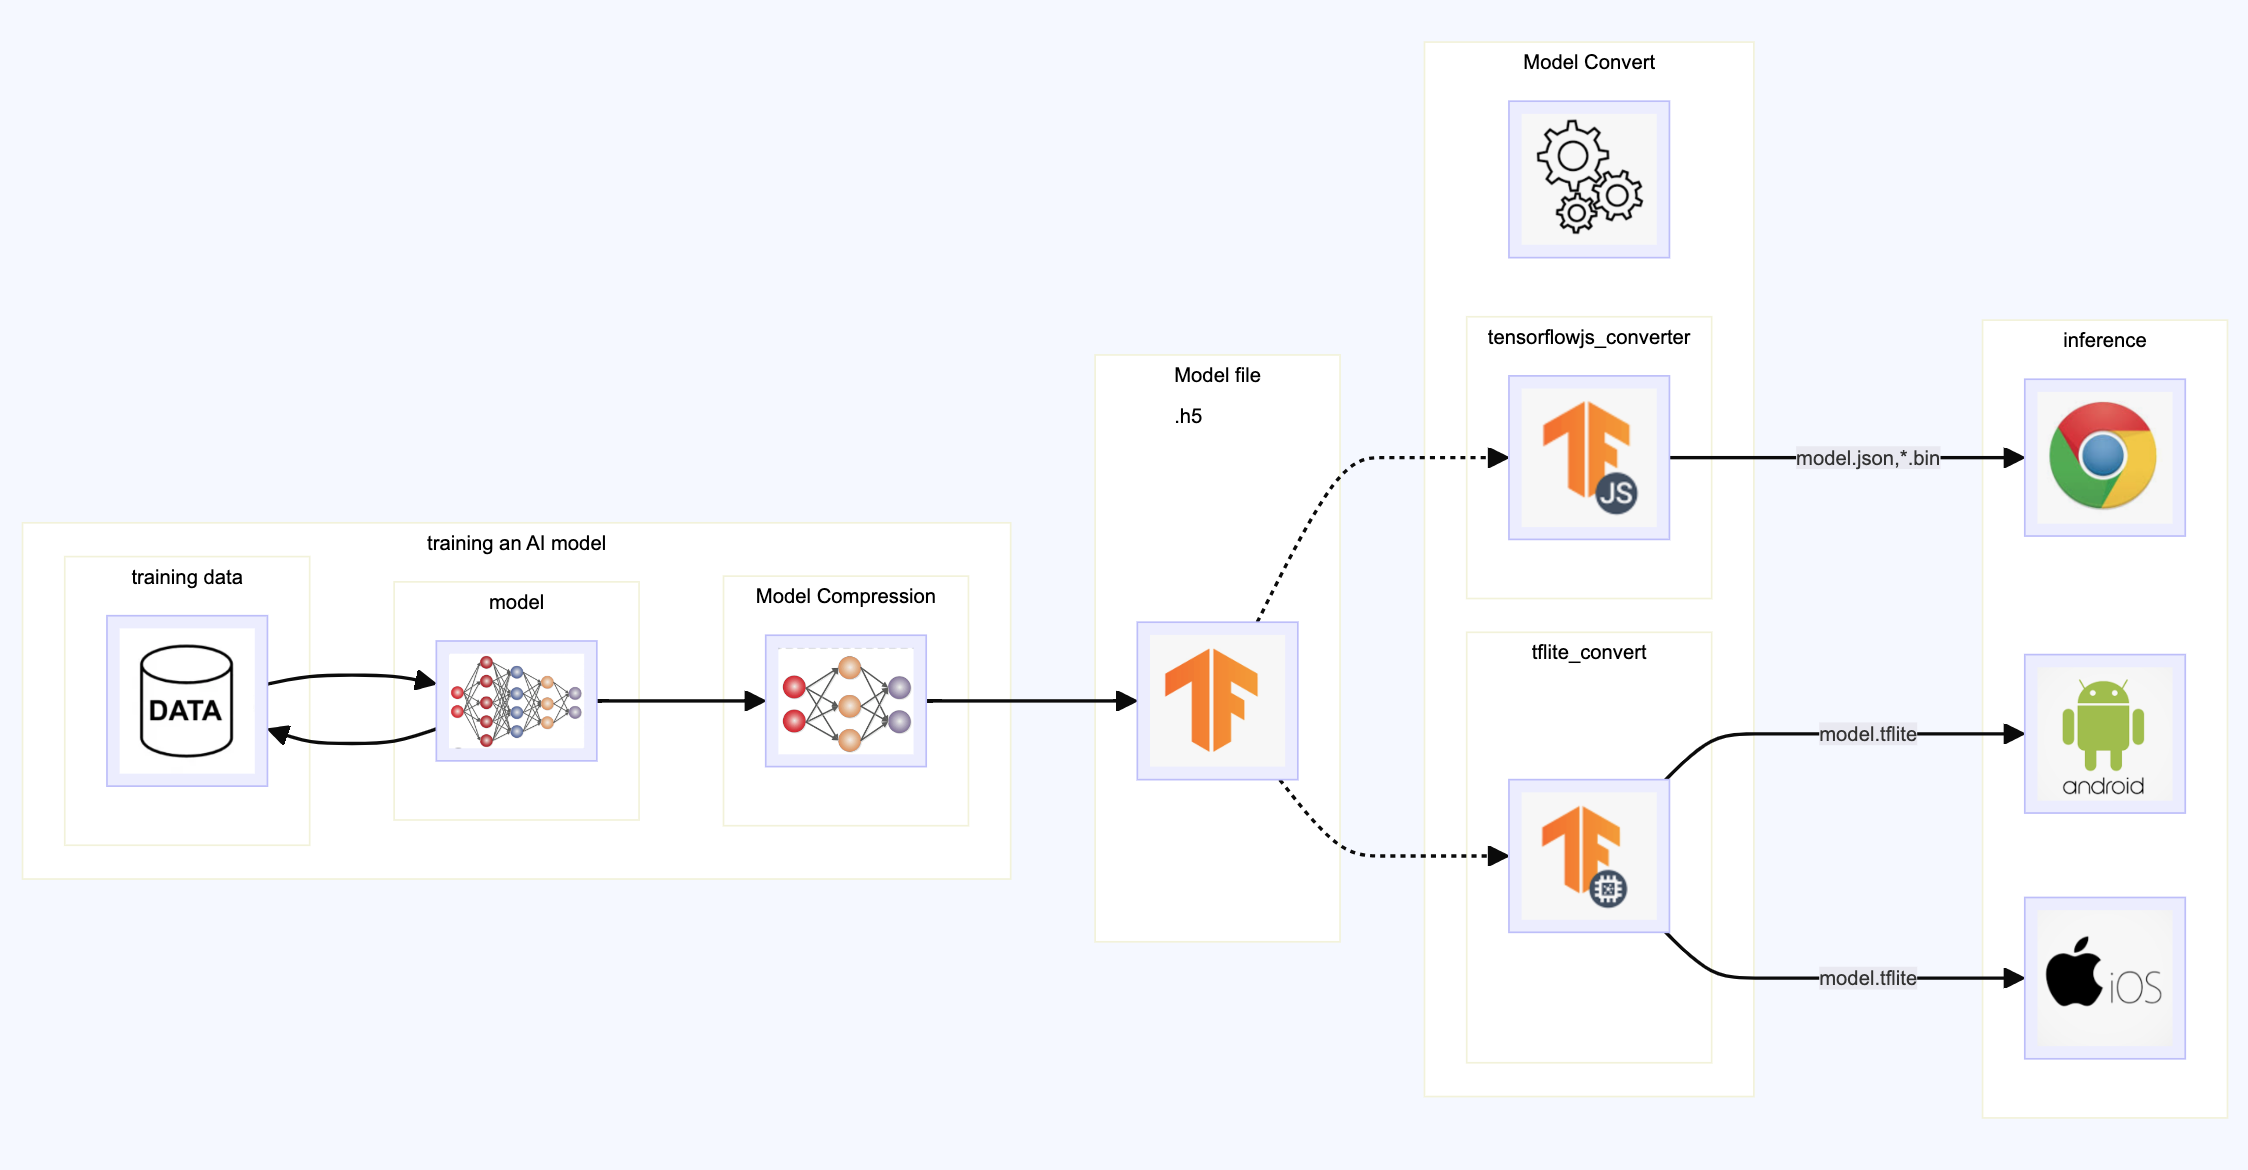 training an AI model
training data
DATA
model
Model Compression
Model file
.h5
Model Convert
tensorflowjs_converter
JS
tflite_convert
model.json,*.bin
model.tflite
model.tflite
inference
android
iOS